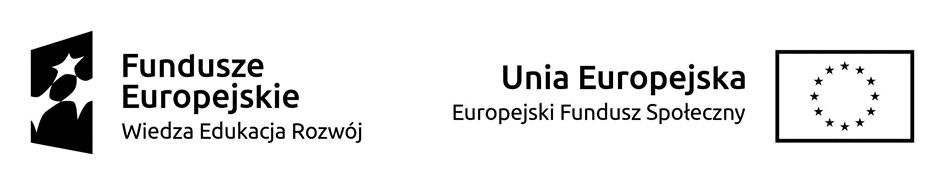 Fundusze
Europejskie
Wiedza Edukacja Rozwój
Unia Europejska
Europejski Fundusz Społeczny